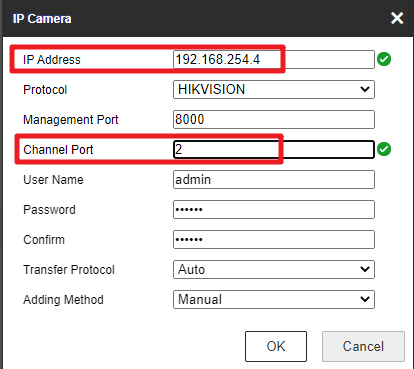 IP Camera
IP Address 192.168.254.4
Protocol HIKVISION
Management Port 8000
Channel Port 2
User Name admin
Password ••••••
Confirm ••••••
Transfer Protocol Auto
Adding Method Manual
OK Cancel